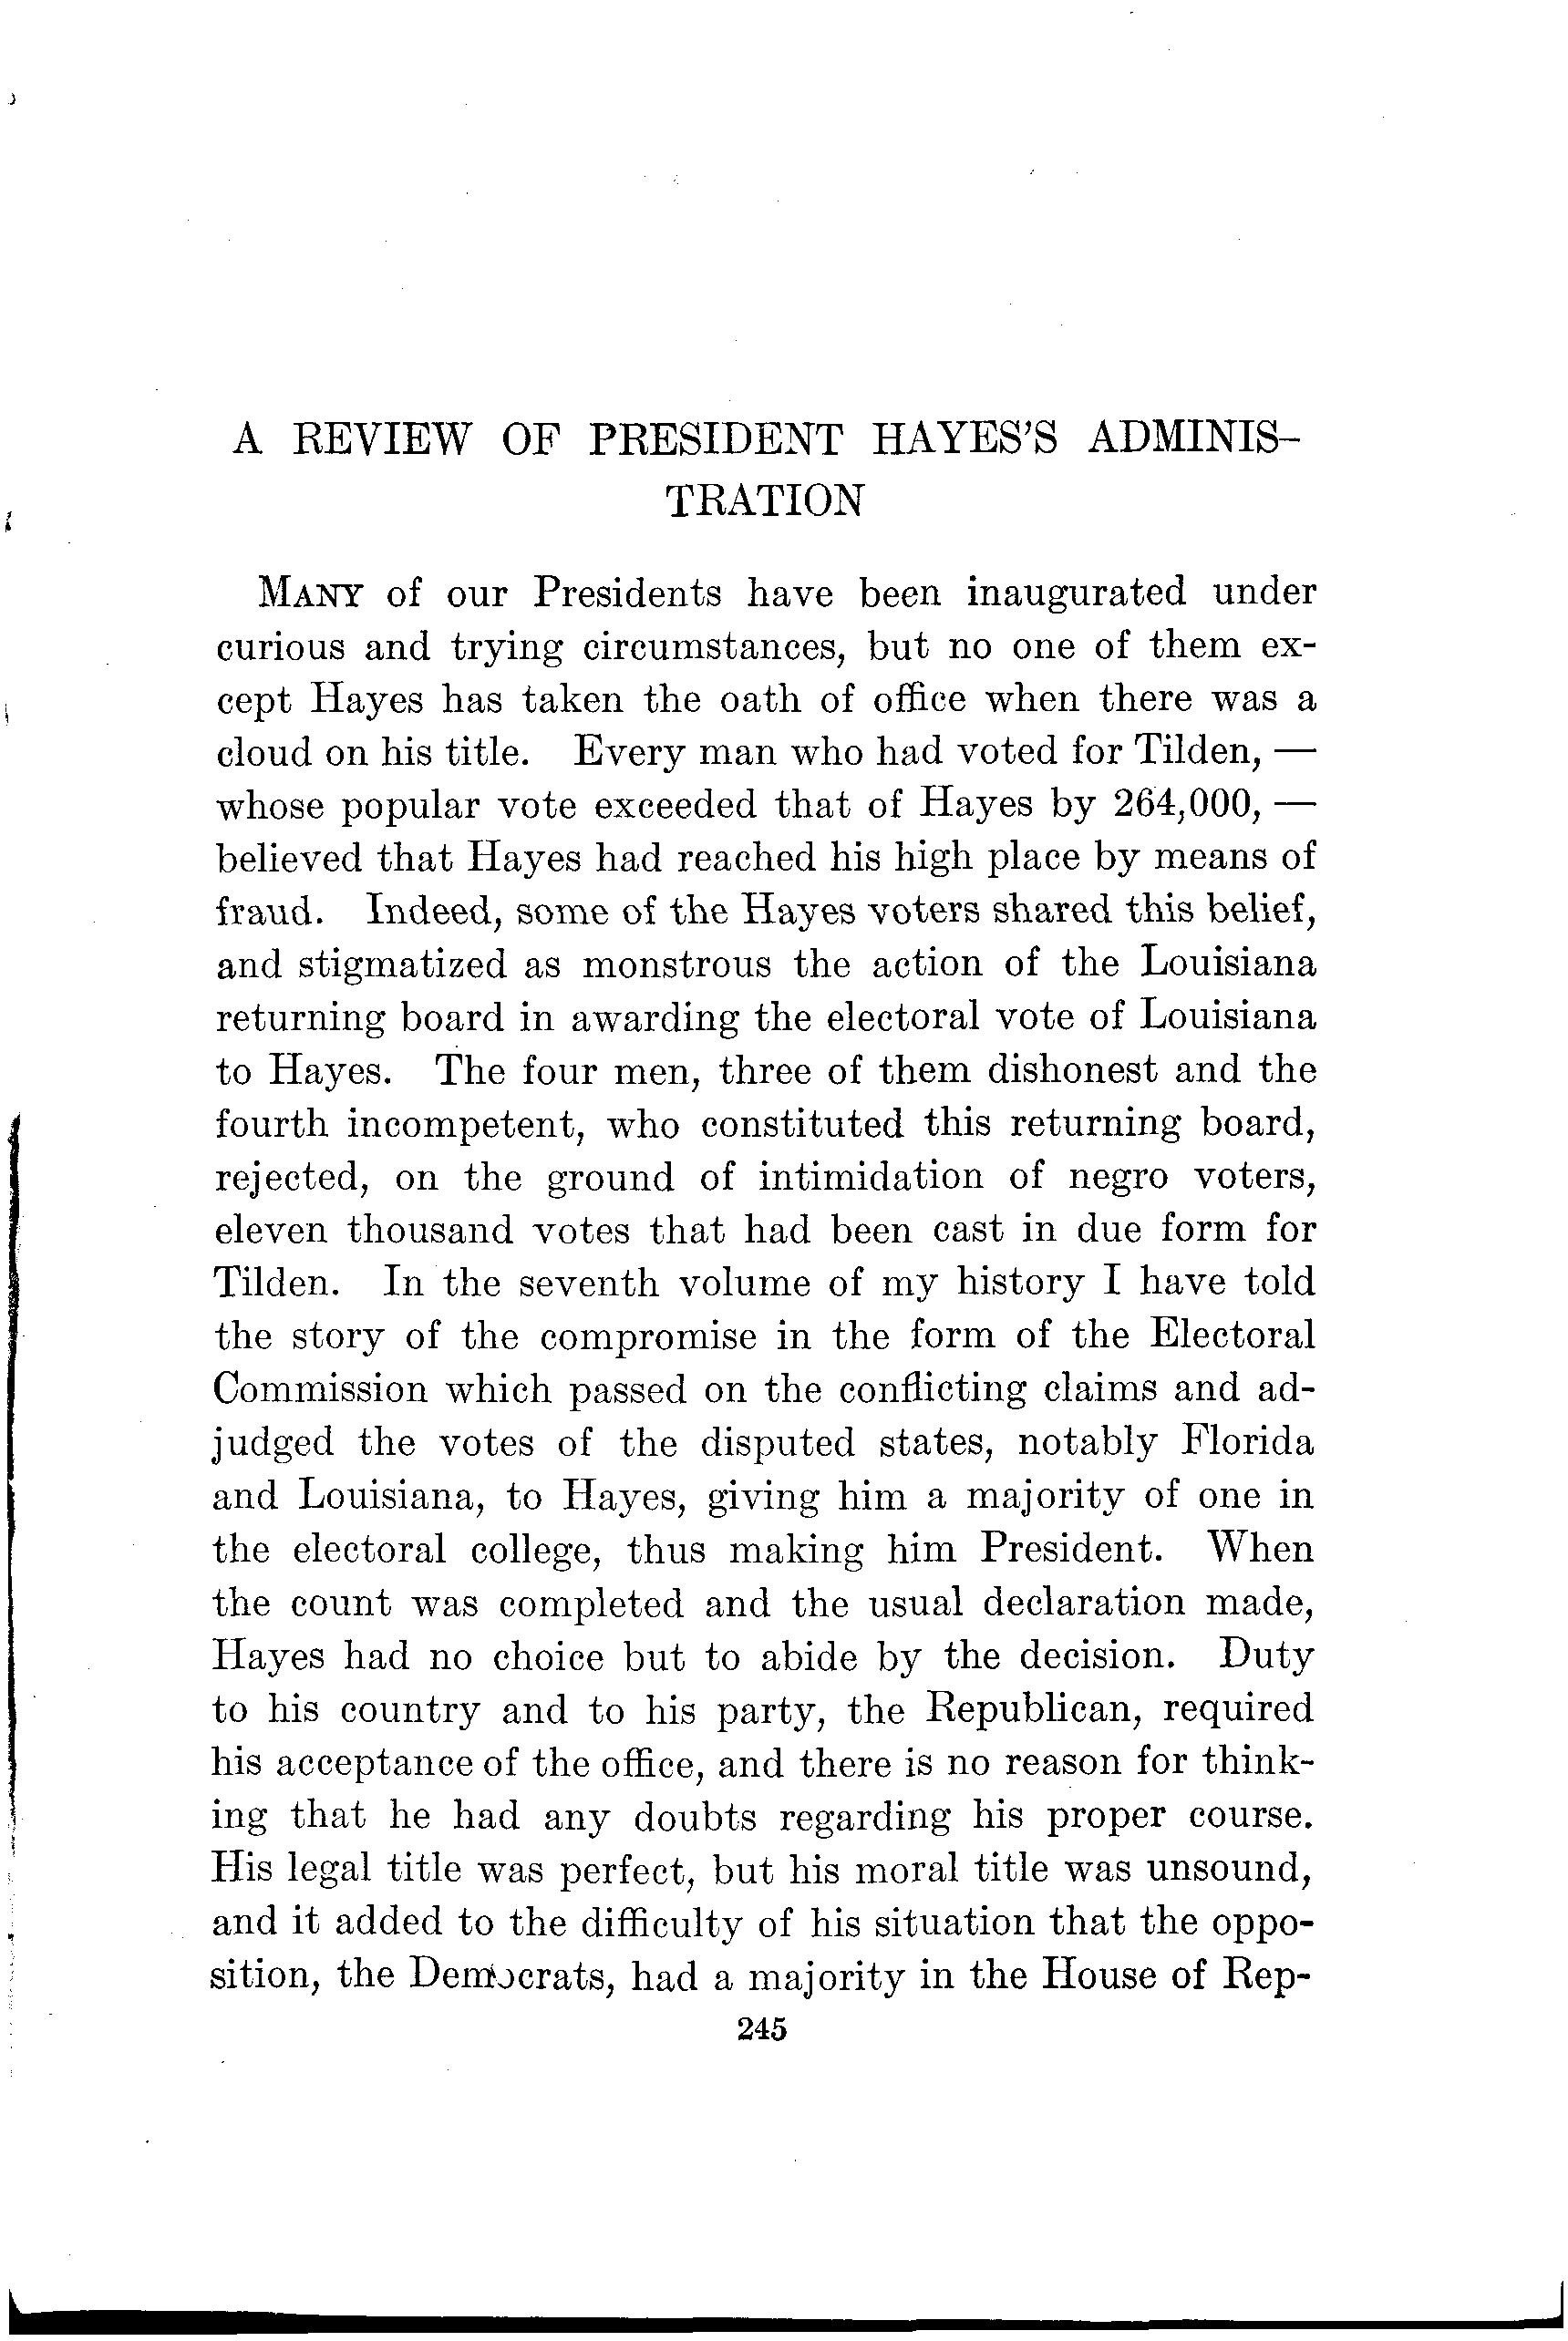 A REVIEW OF PRESIDENT HAYES'S ADMINIS-
TRATION
MANY of our Presidents have been inaugurated under
curious and trying circumstances, but no one of them ex-
cept Hayes has taken the oath of office when there was a
cloud on his title. Every man who had voted for Tilden, —
whose popular vote exceeded that of Hayes by 264,000, —
believed that Hayes had reached his high place by means of
fraud. Indeed, some of the Hayes voters shared this belief,
and stigmatized as monstrous the action of the Louisiana
returning board in awarding the electoral vote of Louisiana
to Hayes. The four men, three of them dishonest and the
fourth incompetent, who constituted this returning board,
rejected, on the ground of intimidation of negro voters,
eleven thousand votes that had been cast in due form for
Tilden. In the seventh volume of my history I have told
the story of the compromise in the form of the Electoral
Commission which passed on the conflicting claims and ad-
judged the votes of the disputed states, notably Florida
and Louisiana, to Hayes, giving him a majority of one in
the electoral college, thus making him President. When
the count was completed and the usual declaration made,
Hayes had no choice but to abide by the decision. Duty
to his country and to his party, the Republican, required
his acceptance of the office, and there is no reason for think-
ing that he had any doubts regarding his proper course.
His legal title was perfect, but his moral title was unsound,
and it added to the difficulty of his situation that the oppo-
sition, the Democrats, had a majority in the House of Rep-
245